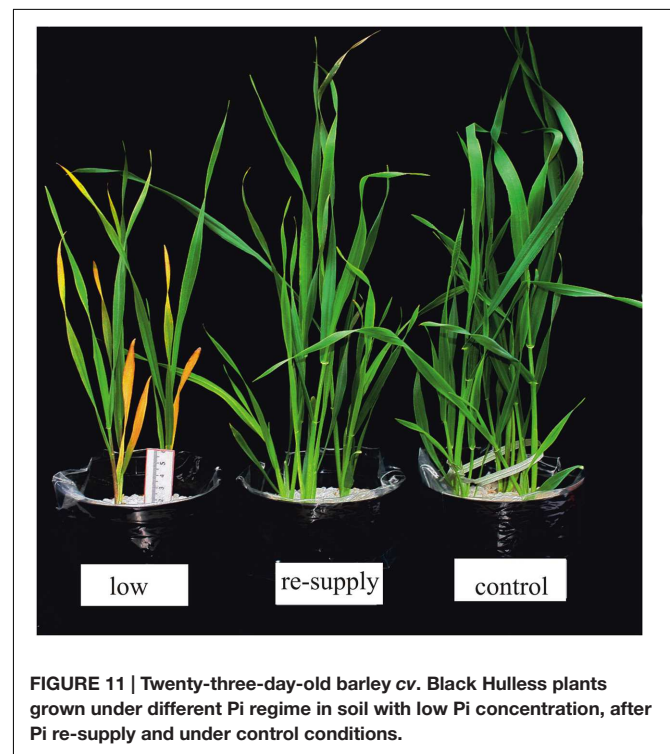 low
re-supply
control
FIGURE 11 | Twenty-three-day-old barley cv. Black Hulless plants
grown under different Pi regime in soil with low Pi concentration, after
Pi re-supply and under control conditions.